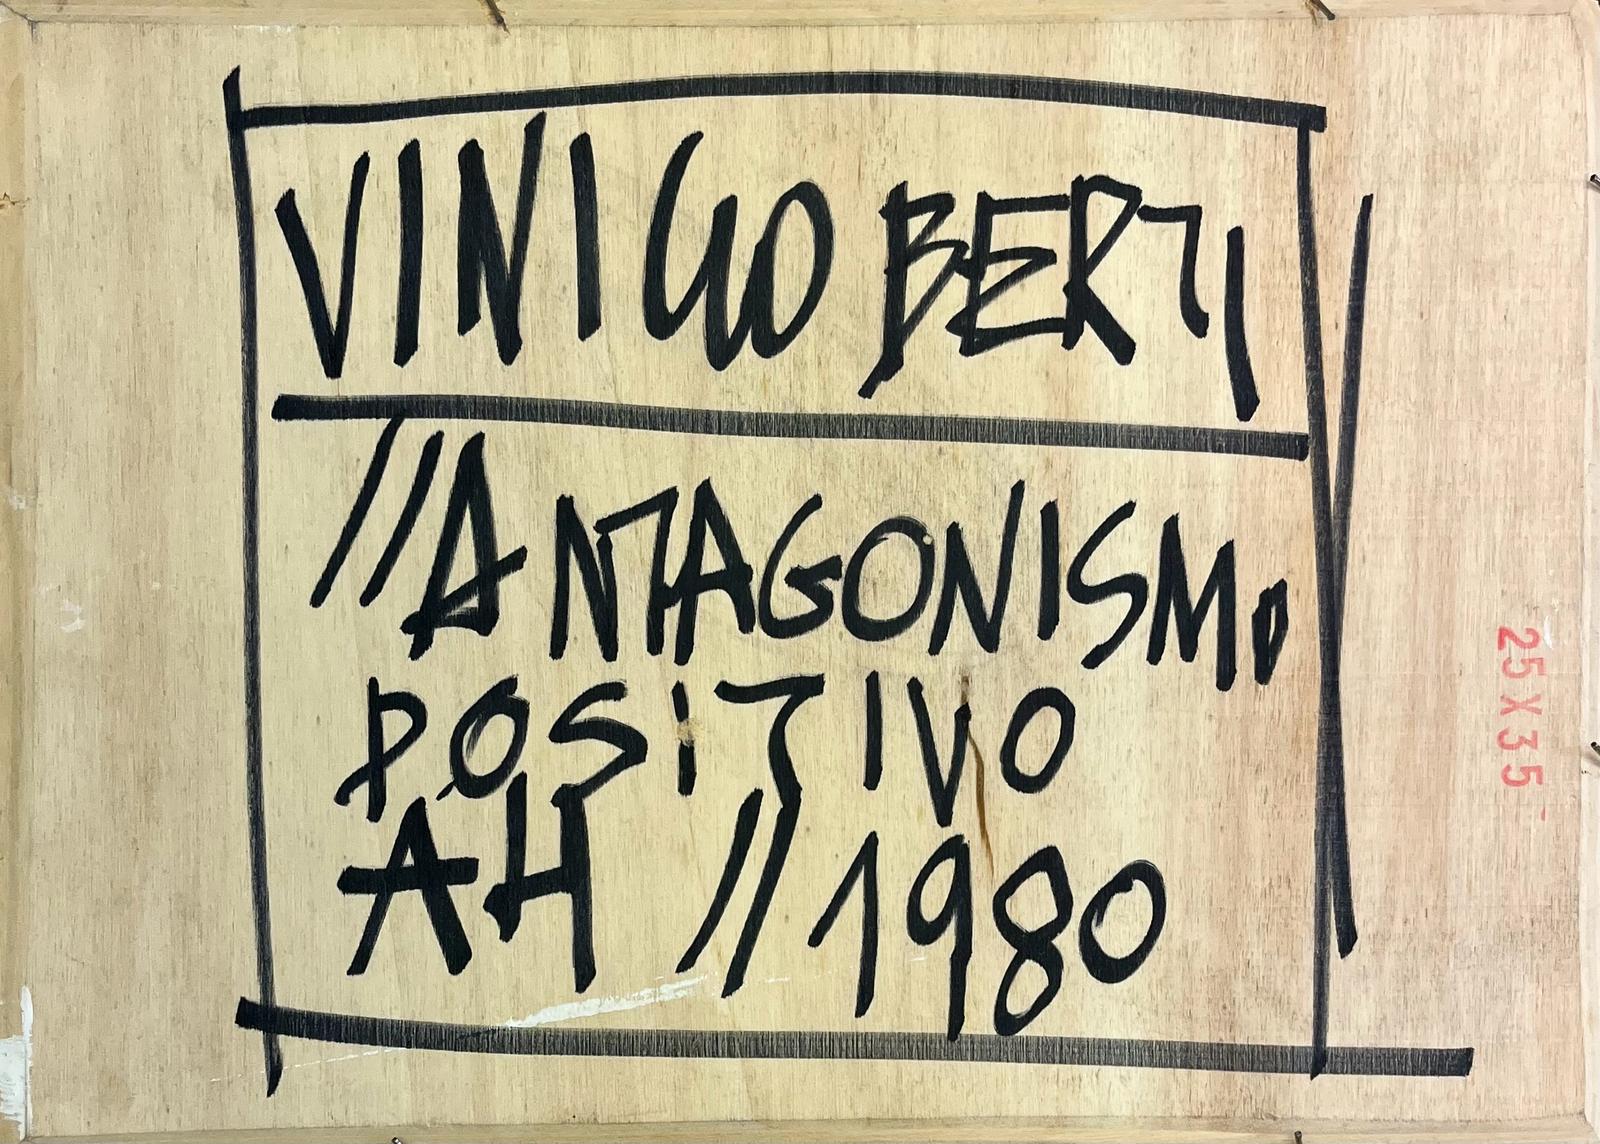 VINICIO BERTI
//ANTAGONISMO
POSITIVO
AH // 1980
25X35